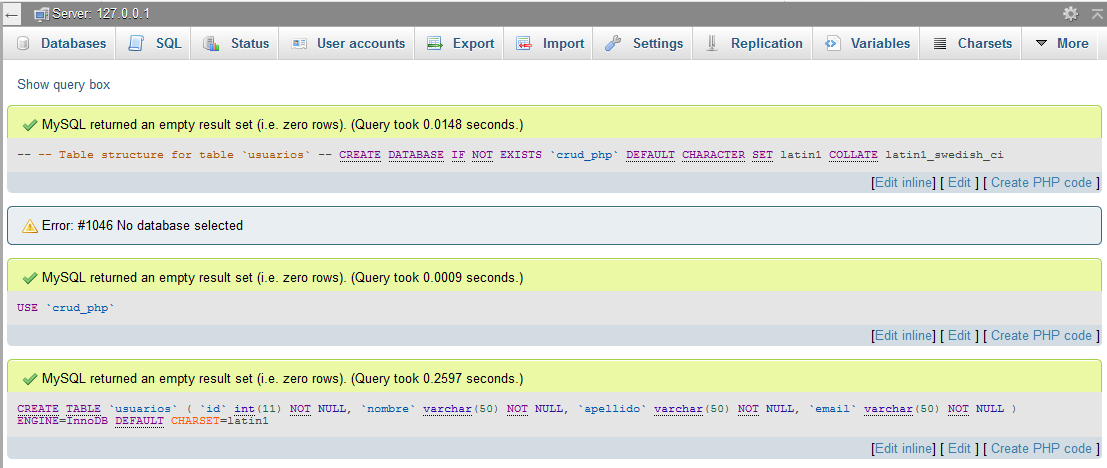 Server: 127.0.0.1
Databases SQL Status User accounts Export Import Settings Replication Variables Charsets More
Show query box
MySQL returned an empty result set (i.e. zero rows). (Query took 0.0148 seconds.)
-- -- Table structure for table `usuarios` -- CREATE DATABASE IF NOT EXISTS `crud_php` DEFAULT CHARACTER SET latin1 COLLATE latin1_swedish_ci
[Edit inline] [ Edit ] [ Create PHP code ]
Error: #1046 No database selected
MySQL returned an empty result set (i.e. zero rows). (Query took 0.0009 seconds.)
USE `crud_php`
[Edit inline] [ Edit ] [ Create PHP code ]
MySQL returned an empty result set (i.e. zero rows). (Query took 0.2597 seconds.)
CREATE TABLE `usuarios` ( `id` int(11) NOT NULL, `nombre` varchar(50) NOT NULL, `apellido` varchar(50) NOT NULL, `email` varchar(50) NOT NULL )
ENGINE=InnoDB DEFAULT CHARSET=latin1
[Edit inline] [ Edit ] [ Create PHP code ]